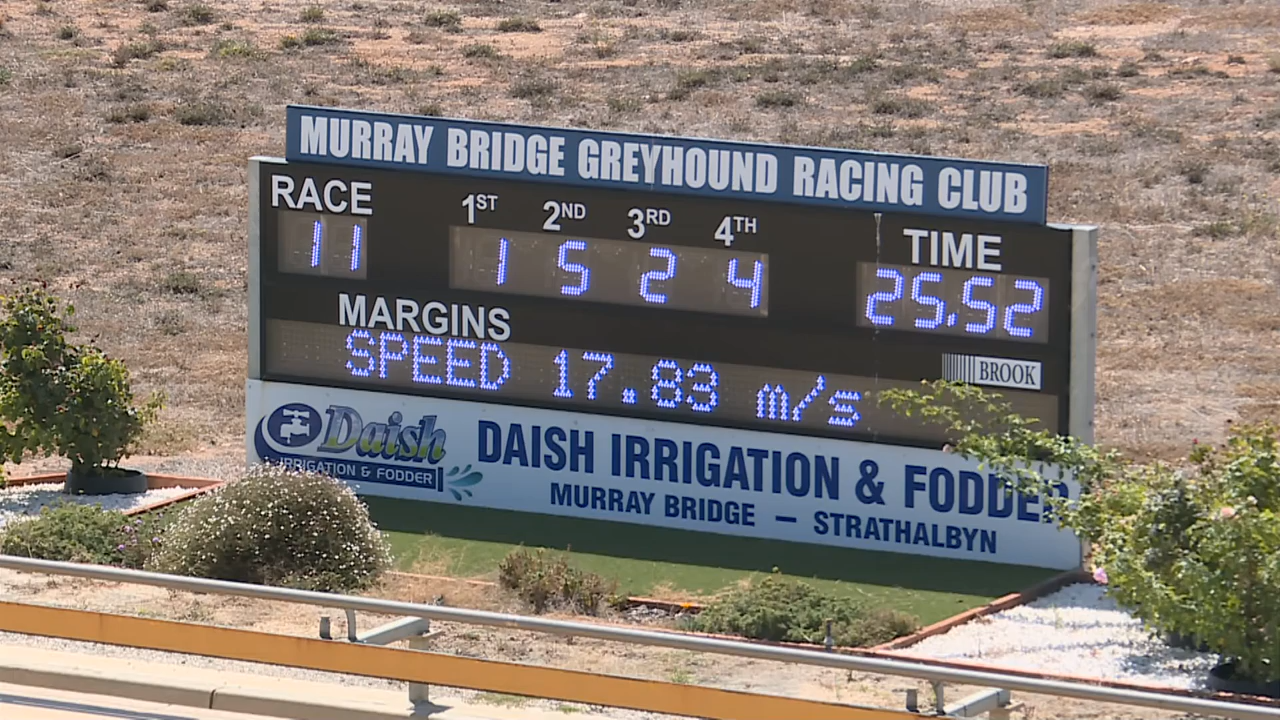 MURRAY BRIDGE GREYHOUND RACING CLUB
RACE 1ST 2ND 3RD 4TH TIME
11 1 5 2 4 25.52
MARGINS
BROOK
SPEED 17.83 m/s
Daish
IRRIGATION & FODDER
DAISH IRRIGATION & FODDER
MURRAY BRIDGE — STRATHALBYN